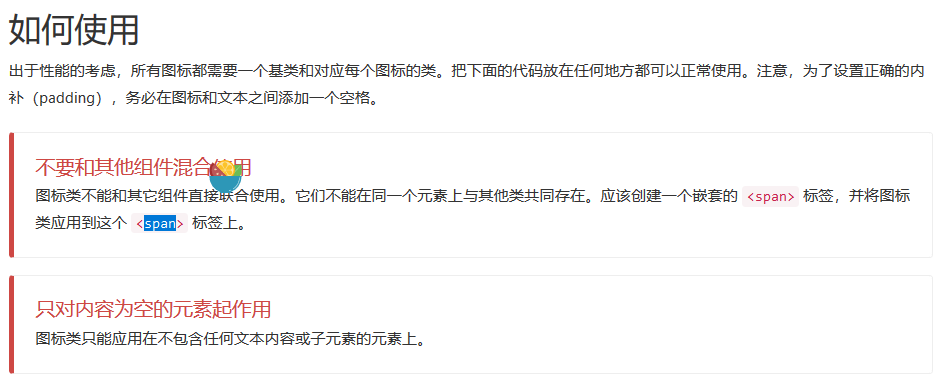 如何使用
出于性能的考虑，所有图标都需要一个基类和对应每个图标的类。把下面的代码放在任何地方都可以正常使用。注意，为了设置正确的内
补（padding），务必在图标和文本之间添加一个空格。
不要和其他组件混合使用
图标类不能和其它组件直接联合使用。它们不能在同一个元素上与其他类共同存在。应该创建一个嵌套的 <span> 标签，并将图标
类应用到这个 <span> 标签上。
只对内容为空的元素起作用
图标类只能应用在不包含任何文本内容或子元素的元素上。